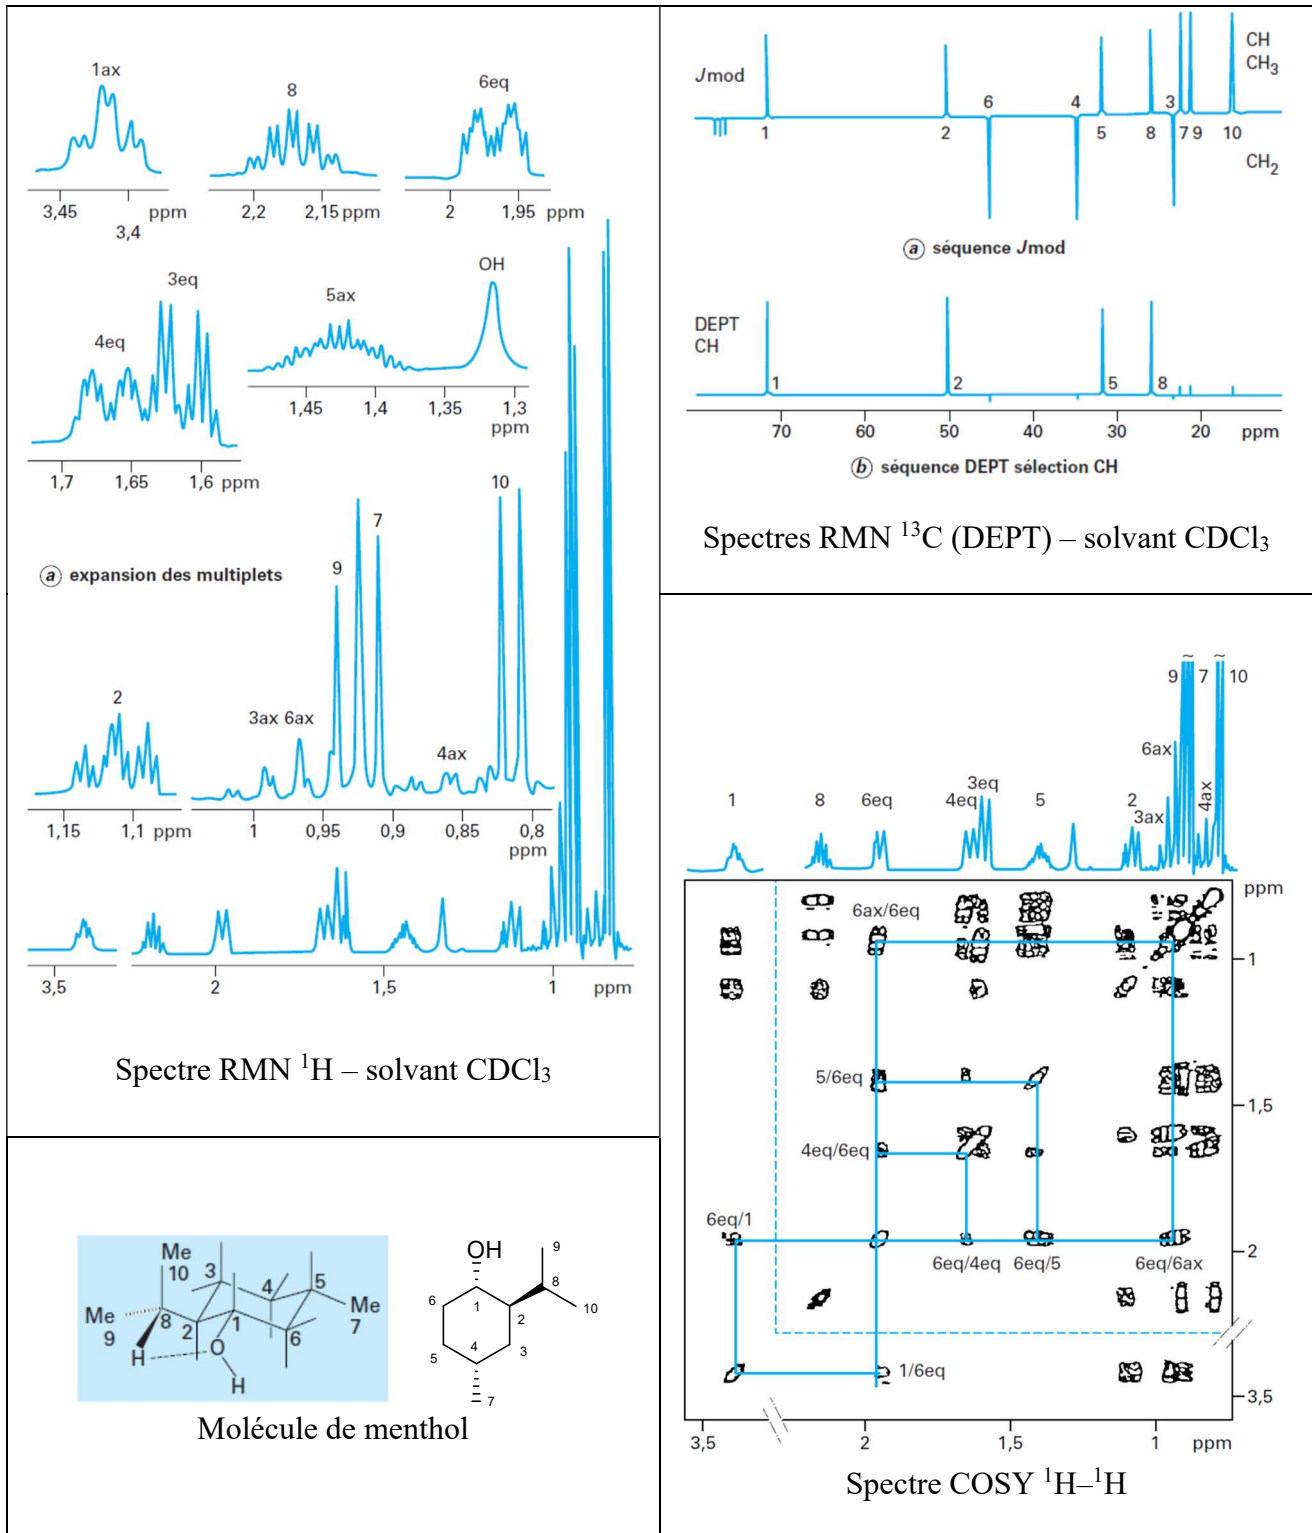 1ax
8
6eq
3,45
ppm
3,4
2,2
2,15 ppm
2
1,95
ppm
3eq
4eq
5ax
OH
1,45
1,4
1,35
1,3
ppm
1,7
1,65
1,6 ppm
a expansion des multiplets
9
7
10
2
3ax 6ax
4ax
1,15
1,1 ppm
1
0,95
0,9
0,85
0,8
ppm
3,5
2
1,5
1
ppm
Spectre RMN ¹H – solvant CDCl₃
Jmod
CH
CH₃
6
4
3
1
2
5
8
7
9
10
CH₂
a séquence Jmod
DEPT
CH
1
2
5
8
70
60
50
40
30
20
ppm
b séquence DEPT sélection CH
Spectres RMN ¹³C (DEPT) – solvant CDCl₃
Me
10
3
4
5
Me
7
Me
9
8
2
1
6
H
O
H
OH
9
8
10
6
1
2
5
4
3
7
Molécule de menthol
~
~
9
7
10
6ax
4ax
3eq
1
8
6eq
4eq
5
2
3ax
ppm
6ax/6eq
1
5/6eq
1,5
4eq/6eq
6eq/1
2
6eq/4eq
6eq/5
6eq/6ax
1/6eq
3,5
3,5
2
1,5
1
ppm
Spectre COSY ¹H–¹H